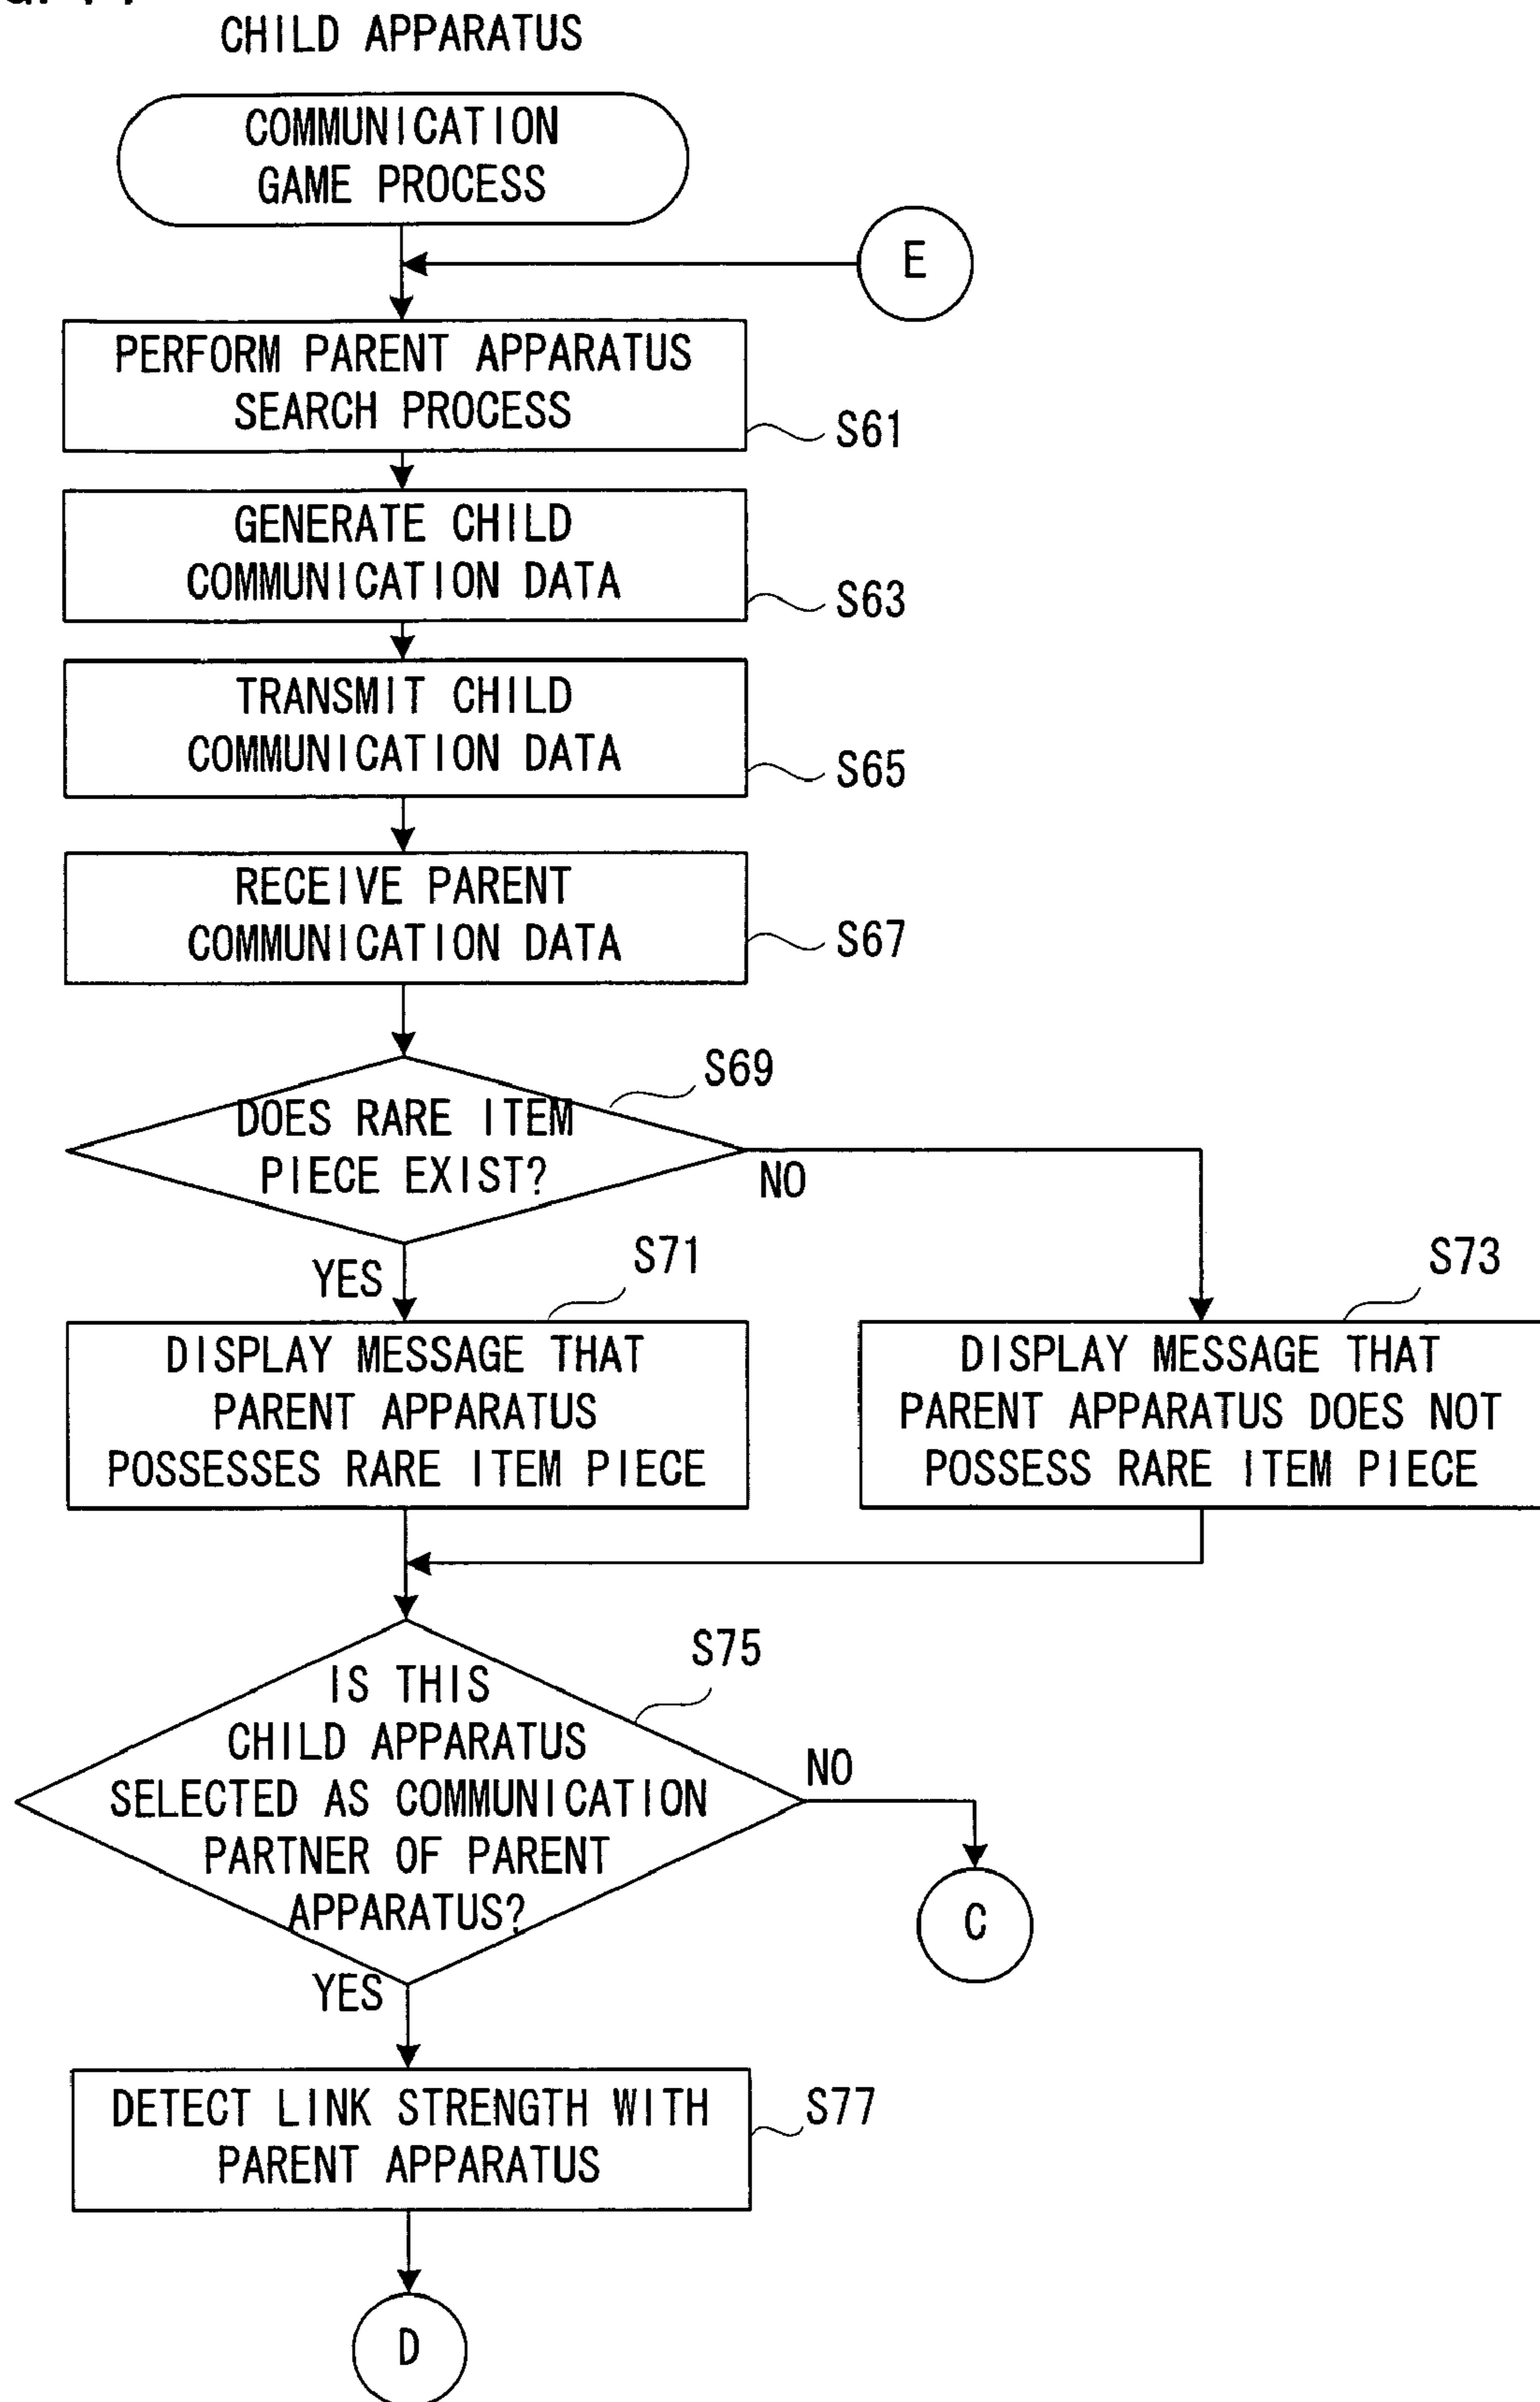 CHILD APPARATUS
COMMUNICATION
GAME PROCESS
E
PERFORM PARENT APPARATUS
SEARCH PROCESS
S61
GENERATE CHILD
COMMUNICATION DATA
S63
TRANSMIT CHILD
COMMUNICATION DATA
S65
RECEIVE PARENT
COMMUNICATION DATA
S67
S69
DOES RARE ITEM
PIECE EXIST?
NO
YES
S71
S73
DISPLAY MESSAGE THAT
PARENT APPARATUS
POSSESSES RARE ITEM PIECE
DISPLAY MESSAGE THAT
PARENT APPARATUS DOES NOT
POSSESS RARE ITEM PIECE
S75
IS THIS
CHILD APPARATUS
SELECTED AS COMMUNICATION
PARTNER OF PARENT
APPARATUS?
NO
C
YES
DETECT LINK STRENGTH WITH
PARENT APPARATUS
S77
D